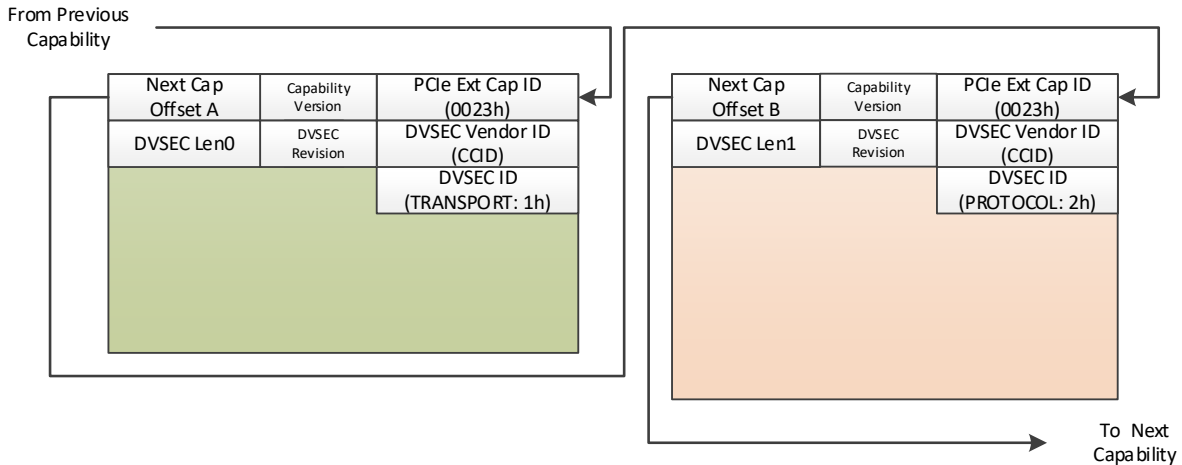 From Previous
Capability
Next Cap
Offset A
Capability
Version
PCIe Ext Cap ID
(0023h)
DVSEC Len0
DVSEC
Revision
DVSEC Vendor ID
(CCID)
DVSEC ID
(TRANSPORT: 1h)
Next Cap
Offset B
Capability
Version
PCIe Ext Cap ID
(0023h)
DVSEC Len1
DVSEC
Revision
DVSEC Vendor ID
(CCID)
DVSEC ID
(PROTOCOL: 2h)
To Next
Capability